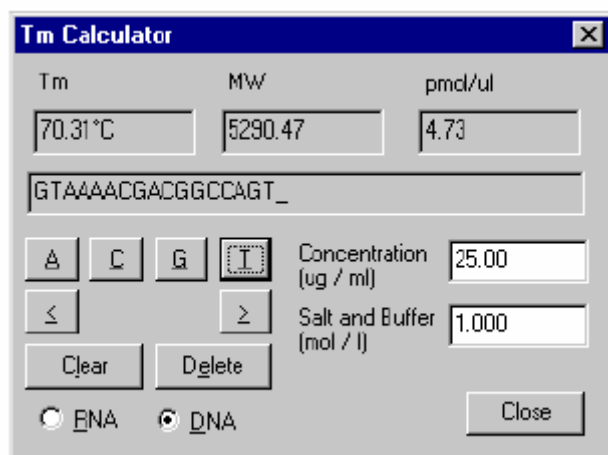 Tm Calculator
Tm MW pmol/ul
70.31°C 5290.47 4.73
GTAAAACGACGGCCAGT_
A C G T Concentration (ug / ml) 25.00
< > Salt and Buffer (mol / l) 1.000
Clear Delete
RNA DNA Close